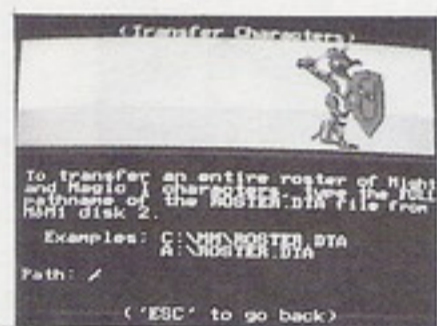 (Transfer Characters)
To transfer an entire roster of Might
and Magic I characters, type the full
pathname of the ROSTER.DTA file from
M&M1 disk 2.
Examples: C:\MM\ROSTER.DTA
A:\ROSTER.DTA
Path: /
('ESC' to go back)